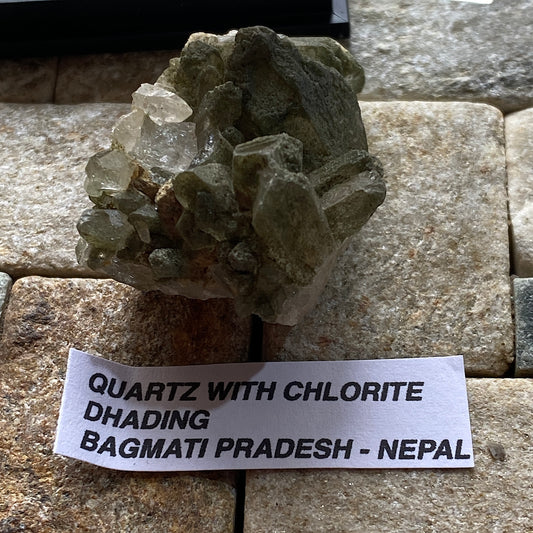 QUARTZ WITH CHLORITE
DHADING
BAGMATI PRADESH - NEPAL